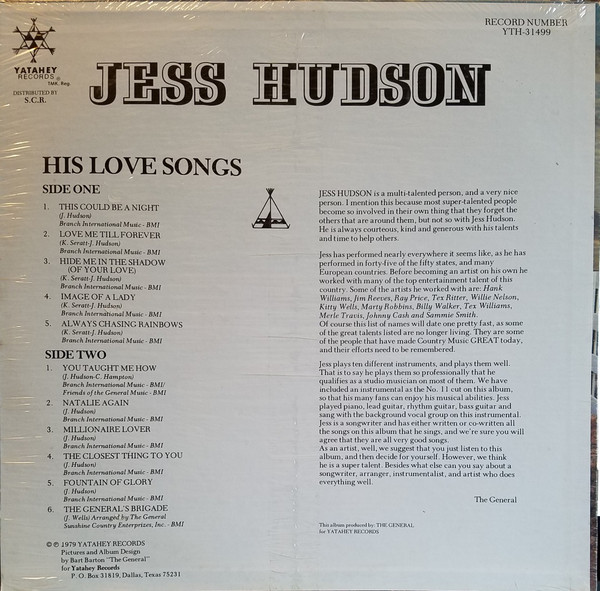 RECORD NUMBER
YTH-31499
YATAHEY
RECORDS ®
TMK. Reg.
DISTRIBUTED BY
S.C.R.
JESS HUDSON
HIS LOVE SONGS
SIDE ONE
1. THIS COULD BE A NIGHT
(J. Hudson)
Branch International Music - BMI
2. LOVE ME TILL FOREVER
(K. Seratt-J. Hudson)
Branch International Music - BMI
3. HIDE ME IN THE SHADOW
(OF YOUR LOVE)
(K. Seratt-J. Hudson)
Branch International Music - BMI
4. IMAGE OF A LADY
(K. Seratt-J. Hudson)
Branch International Music - BMI
5. ALWAYS CHASING RAINBOWS
(K. Seratt-J. Hudson)
Branch International Music - BMI
SIDE TWO
1. YOU TAUGHT ME HOW
(J. Hudson-C. Hampton)
Branch International Music - BMI/
Friends of the General Music - BMI
2. NATALIE AGAIN
(J. Hudson)
Branch International Music - BMI
3. MILLIONAIRE LOVER
(J. Hudson)
Branch International Music - BMI
4. THE CLOSEST THING TO YOU
(J. Hudson)
Branch International Music - BMI
5. FOUNTAIN OF GLORY
(J. Hudson)
Branch International Music - BMI
6. THE GENERAL'S BRIGADE
(J. Wells) Arranged by The General
Sunshine Country Enterprises, Inc. - BMI
© ℗ 1979 YATAHEY RECORDS
Pictures and Album Design
by Bart Barton "The General"
for Yatahey Records
P. O. Box 31819, Dallas, Texas 75231
JESS HUDSON is a multi-talented person, and a very nice
person. I mention this because most super-talented people
become so involved in their own thing that they forget the
others that are around them, but not so with Jess Hudson.
He is always courteous, kind and generous with his talents
and time to help others.
Jess has performed nearly everywhere it seems like, as he has
performed in forty-five of the fifty states, and many
European countries. Before becoming an artist on his own he
worked with many of the top entertainment talent of this
country. Some of the artists he worked with are: Hank
Williams, Jim Reeves, Ray Price, Tex Ritter, Willie Nelson,
Kitty Wells, Marty Robbins, Billy Walker, Tex Williams,
Merle Travis, Johnny Cash and Sammie Smith.
Of course this list of names will date one pretty fast, as some
of the great talents listed are no longer living. They are some
of the people that have made Country Music GREAT today,
and their efforts need to be remembered.
Jess plays ten different instruments, and plays them well.
That is to say he plays them so professionally that he
qualifies as a studio musician on most of them. We have
included an instrumental as the No. 11 cut on this album,
so that his many fans can enjoy his musical abilities. Jess
played piano, lead guitar, rhythm guitar, bass guitar and
sang with the background vocal group on this instrumental.
Jess is a songwriter and has either written or co-written all
the songs on this album that he sings, and we're sure you will
agree that they are all very good songs.
As an artist, well, we suggest that you just listen to this
album, and then decide for yourself. However, we think
he is a super talent. Besides what else can you say about a
songwriter, arranger, instrumentalist, and artist who does
everything well.
The General
This album produced by: THE GENERAL
for YATAHEY RECORDS